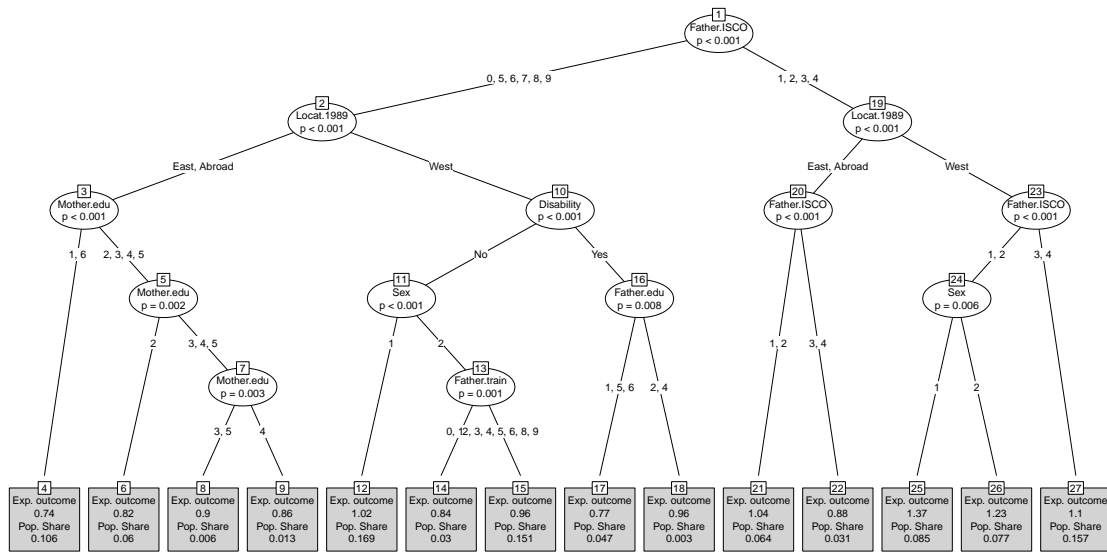 1
Father.ISCO
p < 0.001
0, 5, 6, 7, 8, 9
1, 2, 3, 4
2
Locat.1989
p < 0.001
19
Locat.1989
p < 0.001
East, Abroad
West
East, Abroad
West
3
Mother.edu
p < 0.001
10
Disability
p < 0.001
20
Father.ISCO
p < 0.001
23
Father.ISCO
p < 0.001
1, 6
2, 3, 4, 5
No
Yes
1, 2
3, 4
5
Mother.edu
p = 0.002
11
Sex
p < 0.001
16
Father.edu
p = 0.008
24
Sex
p = 0.006
2
3, 4, 5
1
2
1, 2
3, 4
7
Mother.edu
p = 0.003
13
Father.train
p = 0.001
1, 5, 6
2, 4
1
2
3, 5
4
0, 1
2, 3, 4, 5, 6, 8, 9
4
Exp. outcome
0.74
Pop. Share
0.106
6
Exp. outcome
0.82
Pop. Share
0.06
8
Exp. outcome
0.9
Pop. Share
0.006
9
Exp. outcome
0.86
Pop. Share
0.013
12
Exp. outcome
1.02
Pop. Share
0.169
14
Exp. outcome
0.84
Pop. Share
0.03
15
Exp. outcome
0.96
Pop. Share
0.151
17
Exp. outcome
0.77
Pop. Share
0.047
18
Exp. outcome
0.96
Pop. Share
0.003
21
Exp. outcome
1.04
Pop. Share
0.064
22
Exp. outcome
0.88
Pop. Share
0.031
25
Exp. outcome
1.37
Pop. Share
0.085
26
Exp. outcome
1.23
Pop. Share
0.077
27
Exp. outcome
1.1
Pop. Share
0.157